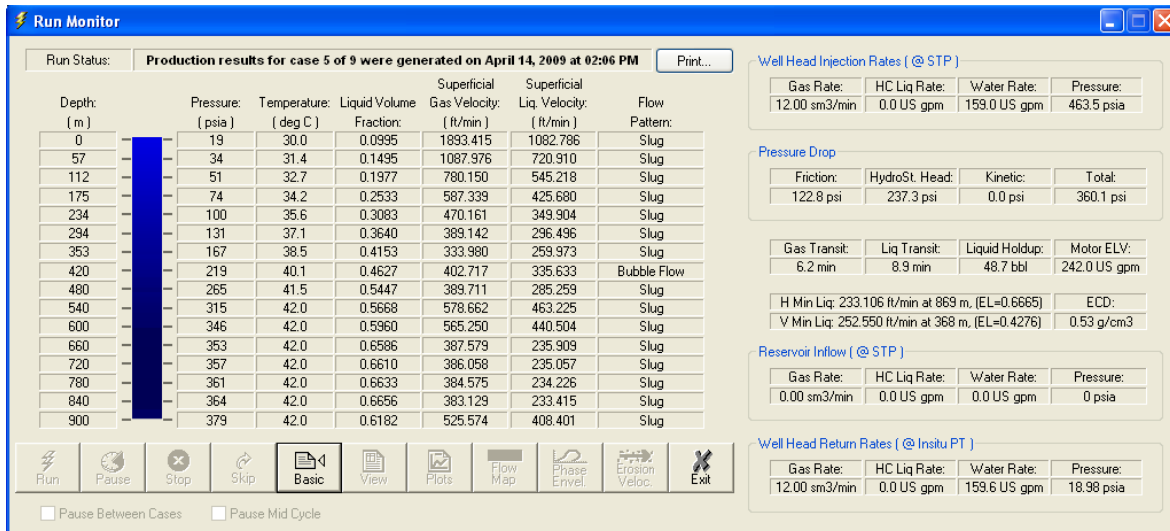 Run Monitor
Run Status: Production results for case 5 of 9 were generated on April 14, 2009 at 02:06 PM Print...
Superficial Superficial
Depth: Pressure: Temperature: Liquid Volume Gas Velocity: Liq. Velocity: Flow
( m ) ( psia ) ( deg C ) Fraction: ( ft/min ) ( ft/min ) Pattern:
0 19 30.0 0.0995 1893.415 1082.786 Slug
57 34 31.4 0.1495 1087.976 720.910 Slug
112 51 32.7 0.1977 780.150 545.218 Slug
175 74 34.2 0.2533 587.339 425.680 Slug
234 100 35.6 0.3083 470.161 349.904 Slug
294 131 37.1 0.3640 389.142 296.496 Slug
353 167 38.5 0.4153 333.980 259.973 Slug
420 219 40.1 0.4627 402.717 335.633 Bubble Flow
480 265 41.5 0.5447 389.711 285.259 Slug
540 315 42.0 0.5668 578.662 463.225 Slug
600 346 42.0 0.5960 565.250 440.504 Slug
660 353 42.0 0.6586 387.579 235.909 Slug
720 357 42.0 0.6610 386.058 235.057 Slug
780 361 42.0 0.6633 384.575 234.226 Slug
840 364 42.0 0.6656 383.129 233.415 Slug
900 379 42.0 0.6182 525.574 408.401 Slug
Run Pause Stop Skip Basic View Plots Flow Map Phase Envel. Erosion Veloc. Exit
Pause Between Cases Pause Mid Cycle
Well Head Injection Rates ( @ STP )
Gas Rate: HC Liq Rate: Water Rate: Pressure:
12.00 sm3/min 0.0 US gpm 159.0 US gpm 463.5 psia
Pressure Drop
Friction: HydroSt. Head: Kinetic: Total:
122.8 psi 237.3 psi 0.0 psi 360.1 psi
Gas Transit: Liq Transit: Liquid Holdup: Motor ELV:
6.2 min 8.9 min 48.7 bbl 242.0 US gpm
H Min Liq: 233.106 ft/min at 869 m, (EL=0.6665) ECD:
V Min Liq: 252.550 ft/min at 368 m, (EL=0.4276) 0.53 g/cm3
Reservoir Inflow ( @ STP )
Gas Rate: HC Liq Rate: Water Rate: Pressure:
0.00 sm3/min 0.0 US gpm 0.0 US gpm 0 psia
Well Head Return Rates ( @ Insitu PT )
Gas Rate: HC Liq Rate: Water Rate: Pressure:
12.00 sm3/min 0.0 US gpm 159.6 US gpm 18.98 psia